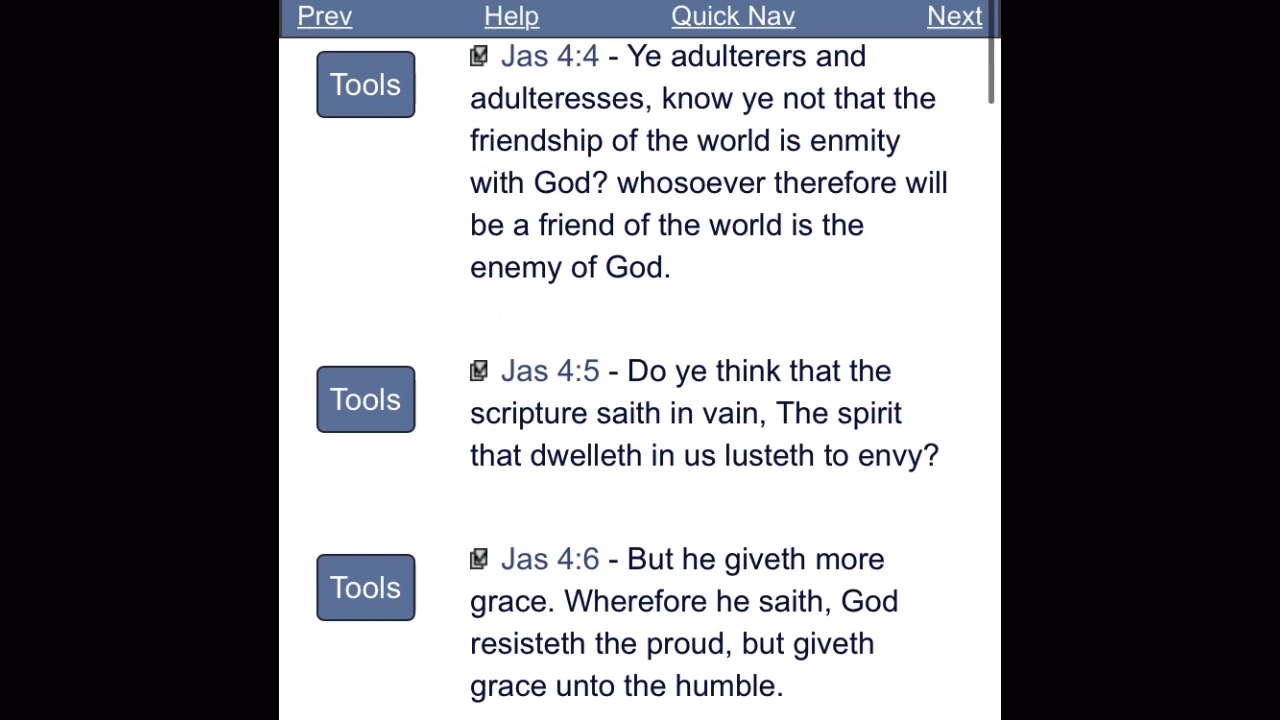 Prev Help Quick Nav Next
Tools
Jas 4:4 - Ye adulterers and
adulteresses, know ye not that the
friendship of the world is enmity
with God? whosoever therefore will
be a friend of the world is the
enemy of God.
Tools
Jas 4:5 - Do ye think that the
scripture saith in vain, The spirit
that dwelleth in us lusteth to envy?
Tools
Jas 4:6 - But he giveth more
grace. Wherefore he saith, God
resisteth the proud, but giveth
grace unto the humble.